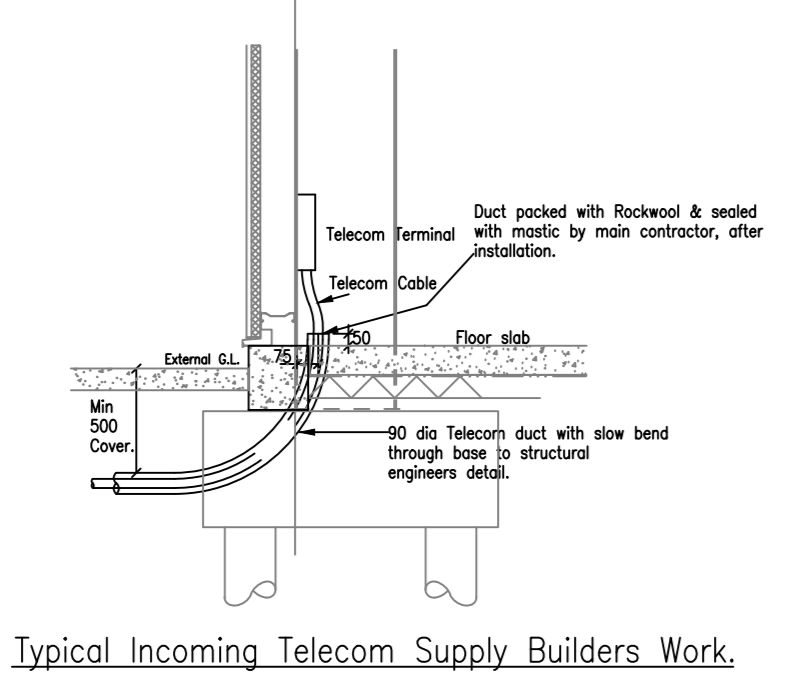 Duct packed with Rockwool & sealed
with mastic by main contractor, after
installation.
Telecom Terminal
Telecom Cable
50
Floor slab
External G.L.
75
Min
500
Cover.
90 dia Telecom duct with slow bend
through base to structural
engineers detail.
Typical Incoming Telecom Supply Builders Work.